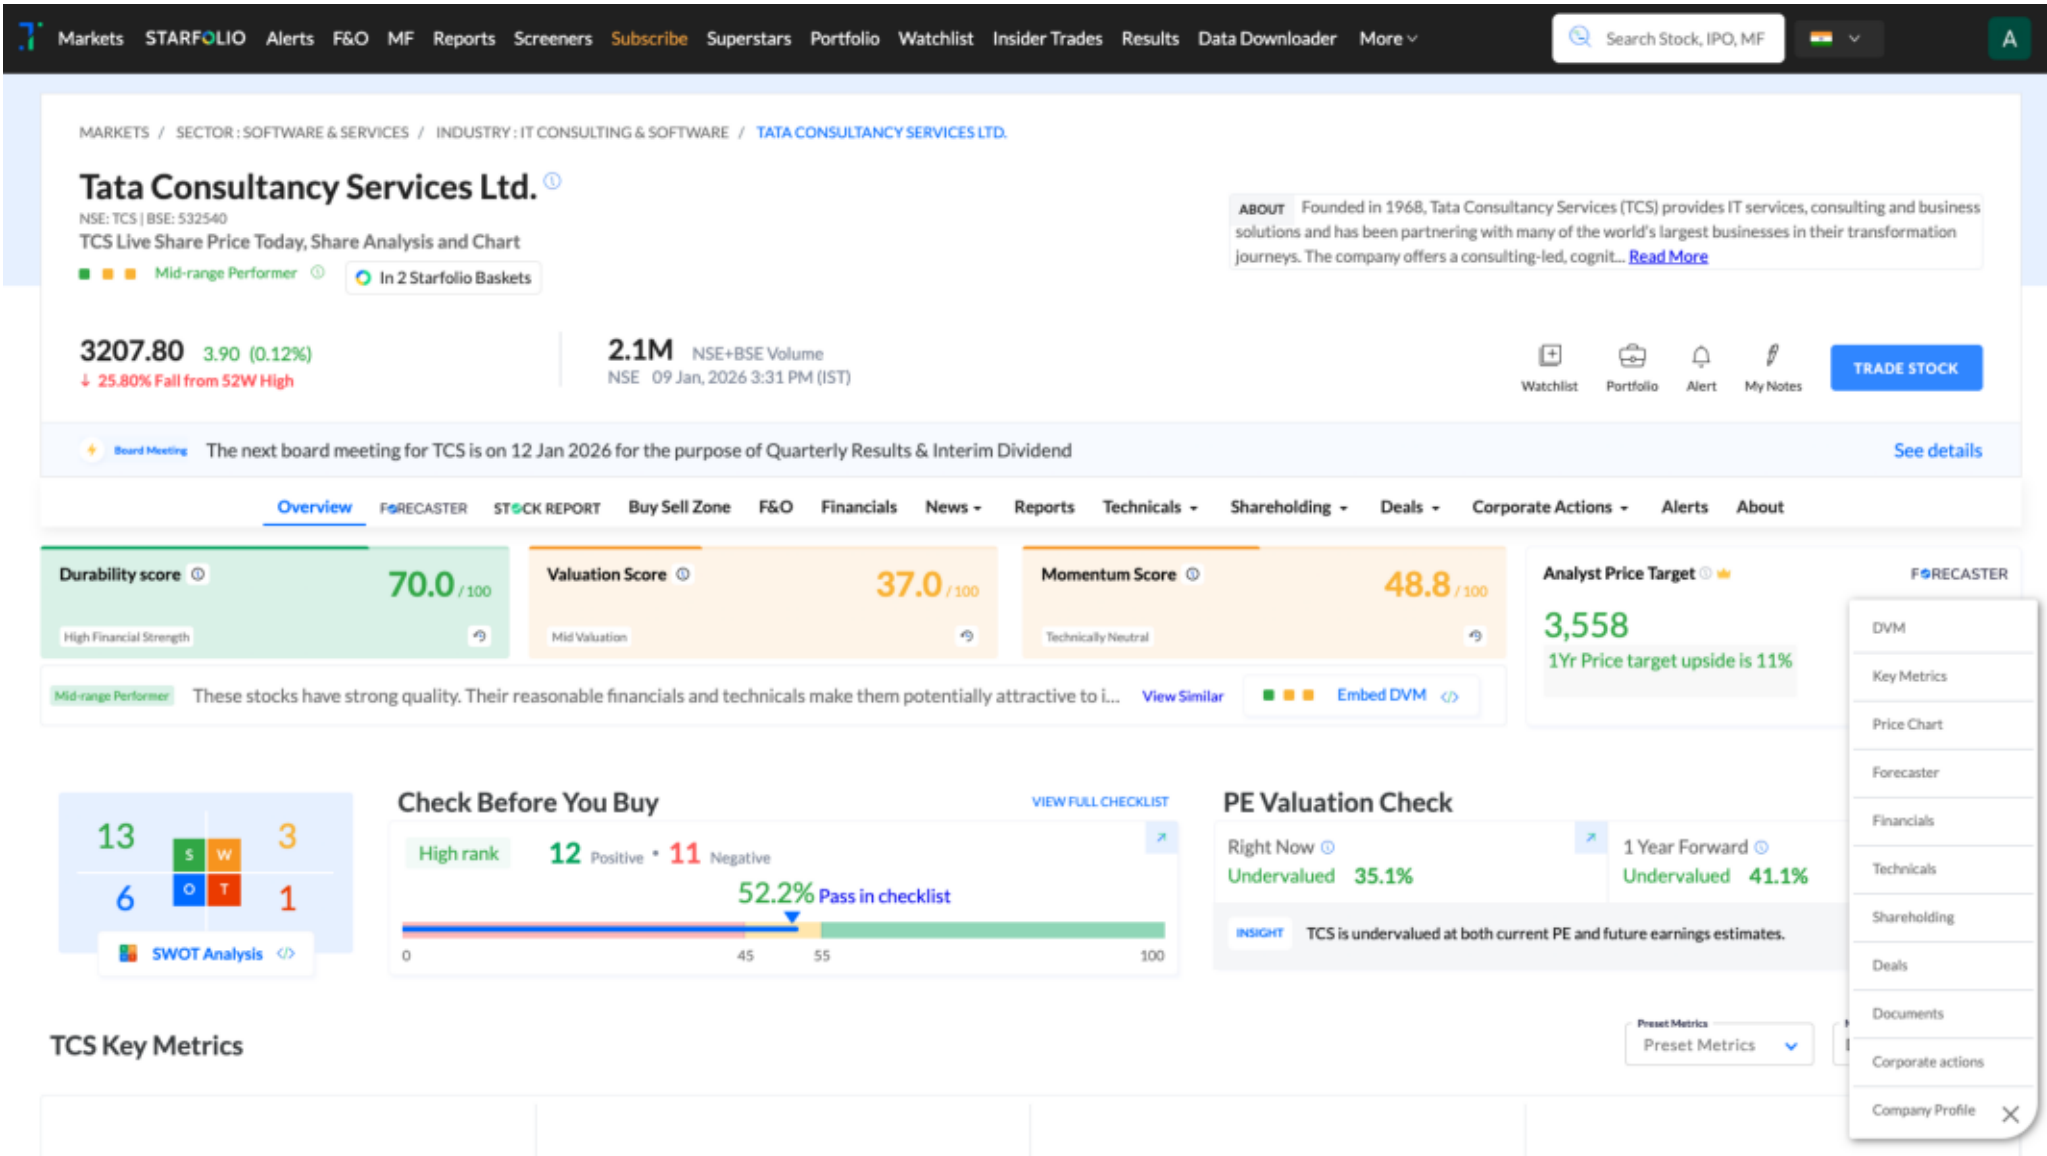 Markets STARFOLIO Alerts F&O MF Reports Screeners Subscribe Superstars Portfolio Watchlist Insider Trades Results Data Downloader More Search Stock, IPO, MF A
MARKETS / SECTOR : SOFTWARE & SERVICES / INDUSTRY : IT CONSULTING & SOFTWARE / TATA CONSULTANCY SERVICES LTD.
Tata Consultancy Services Ltd.
NSE: TCS | BSE: 532540
TCS Live Share Price Today, Share Analysis and Chart
Mid-range Performer In 2 Starfolio Baskets
ABOUT Founded in 1968, Tata Consultancy Services (TCS) provides IT services, consulting and business
solutions and has been partnering with many of the world's largest businesses in their transformation
journeys. The company offers a consulting-led, cognit... Read More
3207.80 3.90 (0.12%)
↓ 25.80% Fall from 52W High
2.1M NSE+BSE Volume
NSE 09 Jan, 2026 3:31 PM (IST)
Watchlist Portfolio Alert My Notes TRADE STOCK
Board Meeting The next board meeting for TCS is on 12 Jan 2026 for the purpose of Quarterly Results & Interim Dividend See details
Overview FORECASTER STOCK REPORT Buy Sell Zone F&O Financials News Reports Technicals Shareholding Deals Corporate Actions Alerts About
Durability score 70.0 / 100
High Financial Strength
Valuation Score 37.0 / 100
Mid Valuation
Momentum Score 48.8 / 100
Technically Neutral
Analyst Price Target FORECASTER
3,558
1Yr Price target upside is 11%
Mid-range Performer These stocks have strong quality. Their reasonable financials and technicals make them potentially attractive to i... View Similar Embed DVM </>
13 S W 3
6 O T 1
SWOT Analysis </>
Check Before You Buy VIEW FULL CHECKLIST
High rank 12 Positive • 11 Negative
52.2% Pass in checklist
0 45 55 100
PE Valuation Check
Right Now
Undervalued 35.1%
1 Year Forward
Undervalued 41.1%
INSIGHT TCS is undervalued at both current PE and future earnings estimates.
TCS Key Metrics
Preset Metrics
Preset Metrics
DVM
Key Metrics
Price Chart
Forecaster
Financials
Technicals
Shareholding
Deals
Documents
Corporate actions
Company Profile